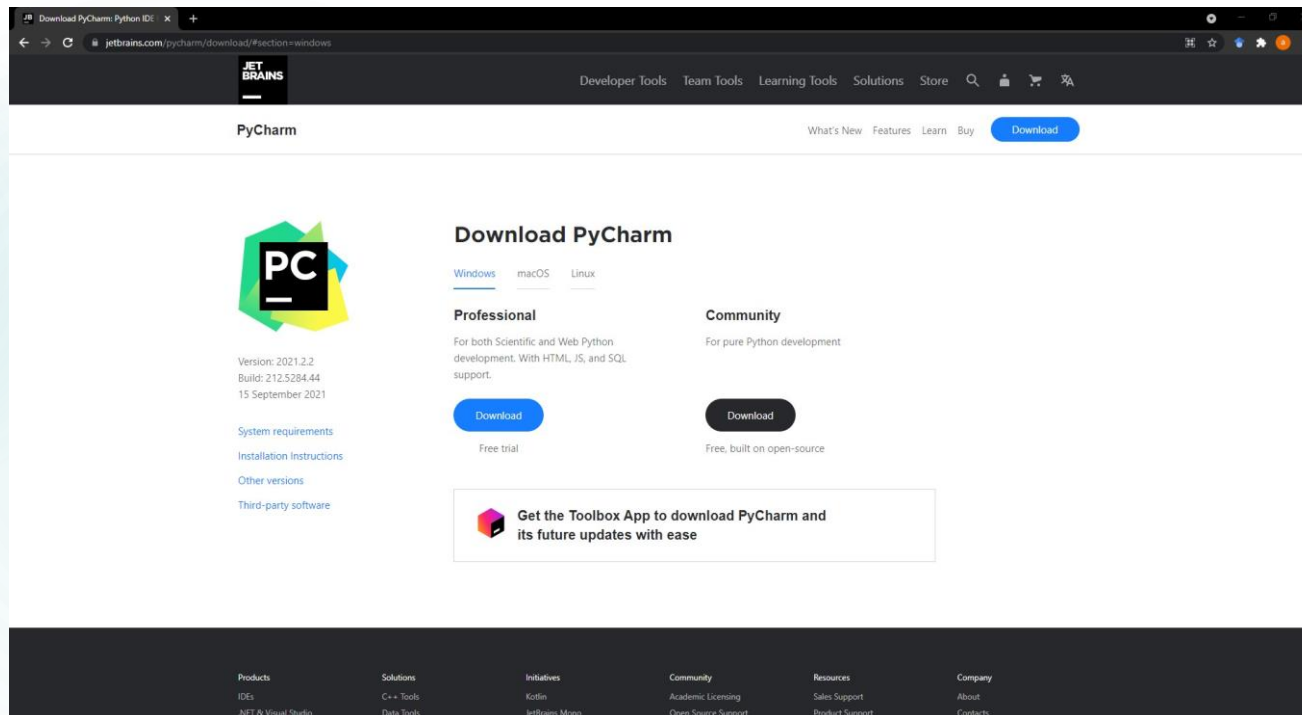 Download PyCharm: Python IDE
jetbrains.com/pycharm/download/#section=windows
JET
BRAINS
Developer Tools Team Tools Learning Tools Solutions Store
PyCharm
What's New Features Learn Buy Download
PC
Version: 2021.2.2
Build: 212.5284.44
15 September 2021
System requirements
Installation Instructions
Other versions
Third-party software
Download PyCharm
Windows macOS Linux
Professional
For both Scientific and Web Python
development. With HTML, JS, and SQL
support.
Download
Free trial
Community
For pure Python development
Download
Free, built on open-source
Get the Toolbox App to download PyCharm and
its future updates with ease
Products Solutions Initiatives Community Resources Company
IDEs C++ Tools Kotlin Academic Licensing Sales Support About
.NET & Visual Studio Data Tools JetBrains Mono Open Source Support Product Support Contacts